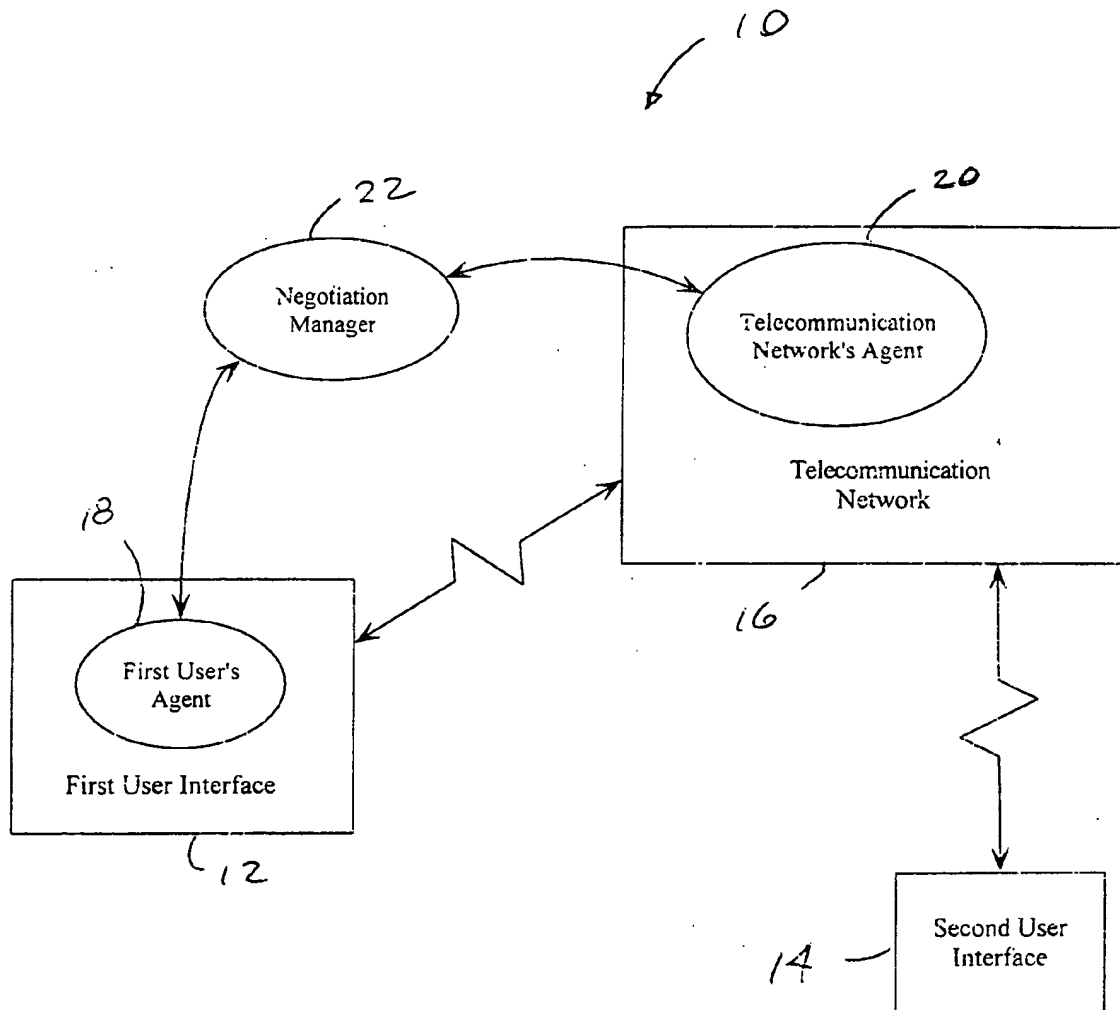 10
22
20
Negotiation
Manager
Telecommunication
Network's Agent
Telecommunication
Network
18
16
First User's
Agent
First User Interface
12
14
Second User
Interface